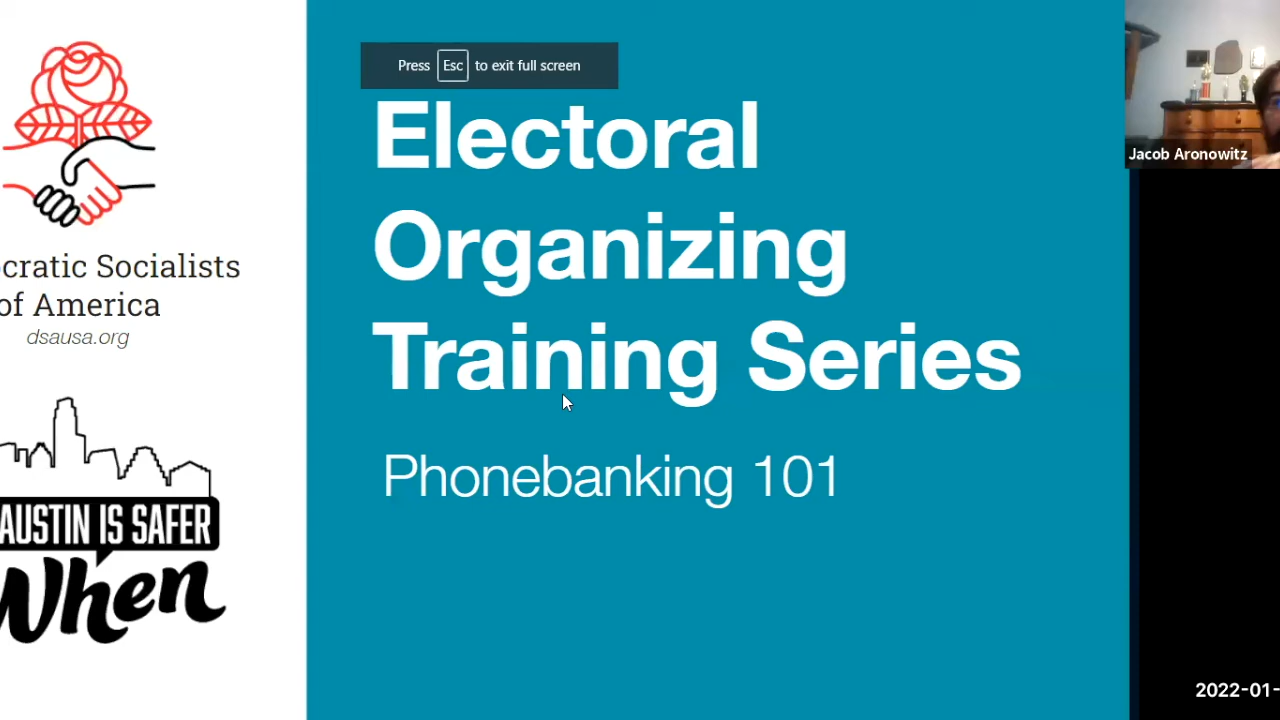 Press Esc to exit full screen
Electoral
Organizing
Training Series
Phonebanking 101
ocratic Socialists
of America
dsausa.org
AUSTIN IS SAFER
When
Jacob Aronowitz
2022-01-